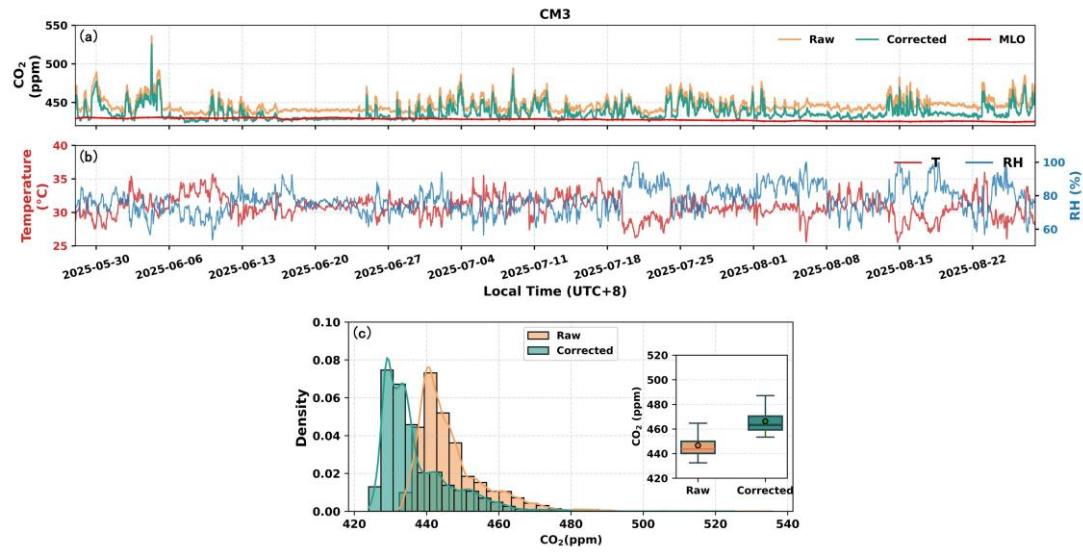 CM3
(a)
Raw
Corrected
MLO
CO2
(ppm)
550
500
450
(b)
T
RH
Temperature
(°C)
40
35
30
25
RH (%)
100
80
60
2025-05-30
2025-06-06
2025-06-13
2025-06-20
2025-06-27
2025-07-04
2025-07-11
2025-07-18
2025-07-25
2025-08-01
2025-08-08
2025-08-15
2025-08-22
Local Time (UTC+8)
(c)
Raw
Corrected
Density
0.10
0.08
0.06
0.04
0.02
0.00
420
440
460
480
500
520
540
CO2(ppm)
CO2 (ppm)
520
500
480
460
440
420
Raw
Corrected